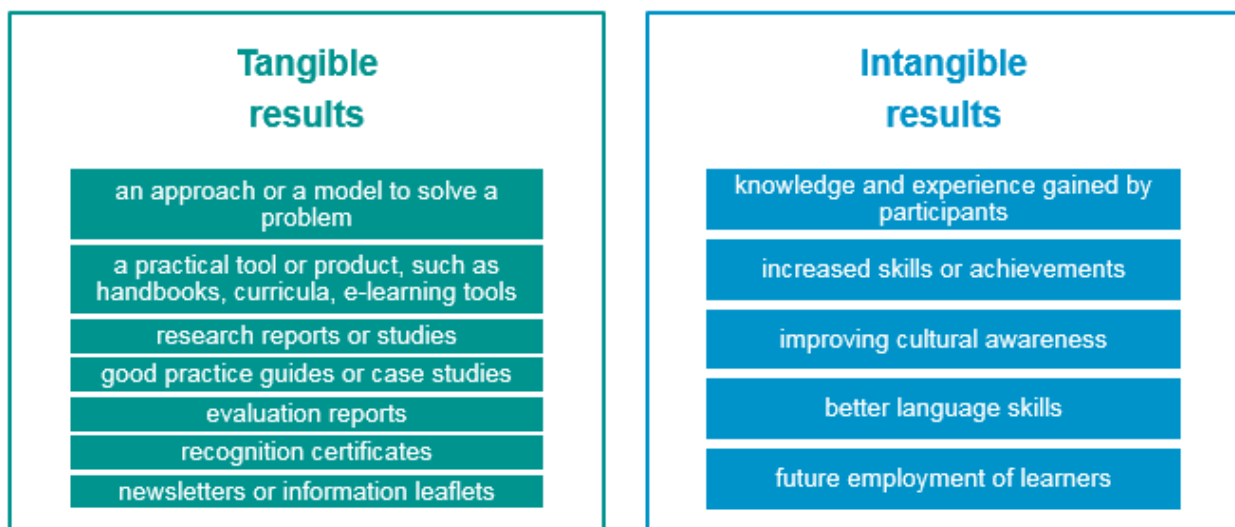 Tangible
results
an approach or a model to solve a
problem
a practical tool or product, such as
handbooks, curricula, e-learning tools
research reports or studies
good practice guides or case studies
evaluation reports
recognition certificates
newsletters or information leaflets
Intangible
results
knowledge and experience gained by
participants
increased skills or achievements
improving cultural awareness
better language skills
future employment of learners